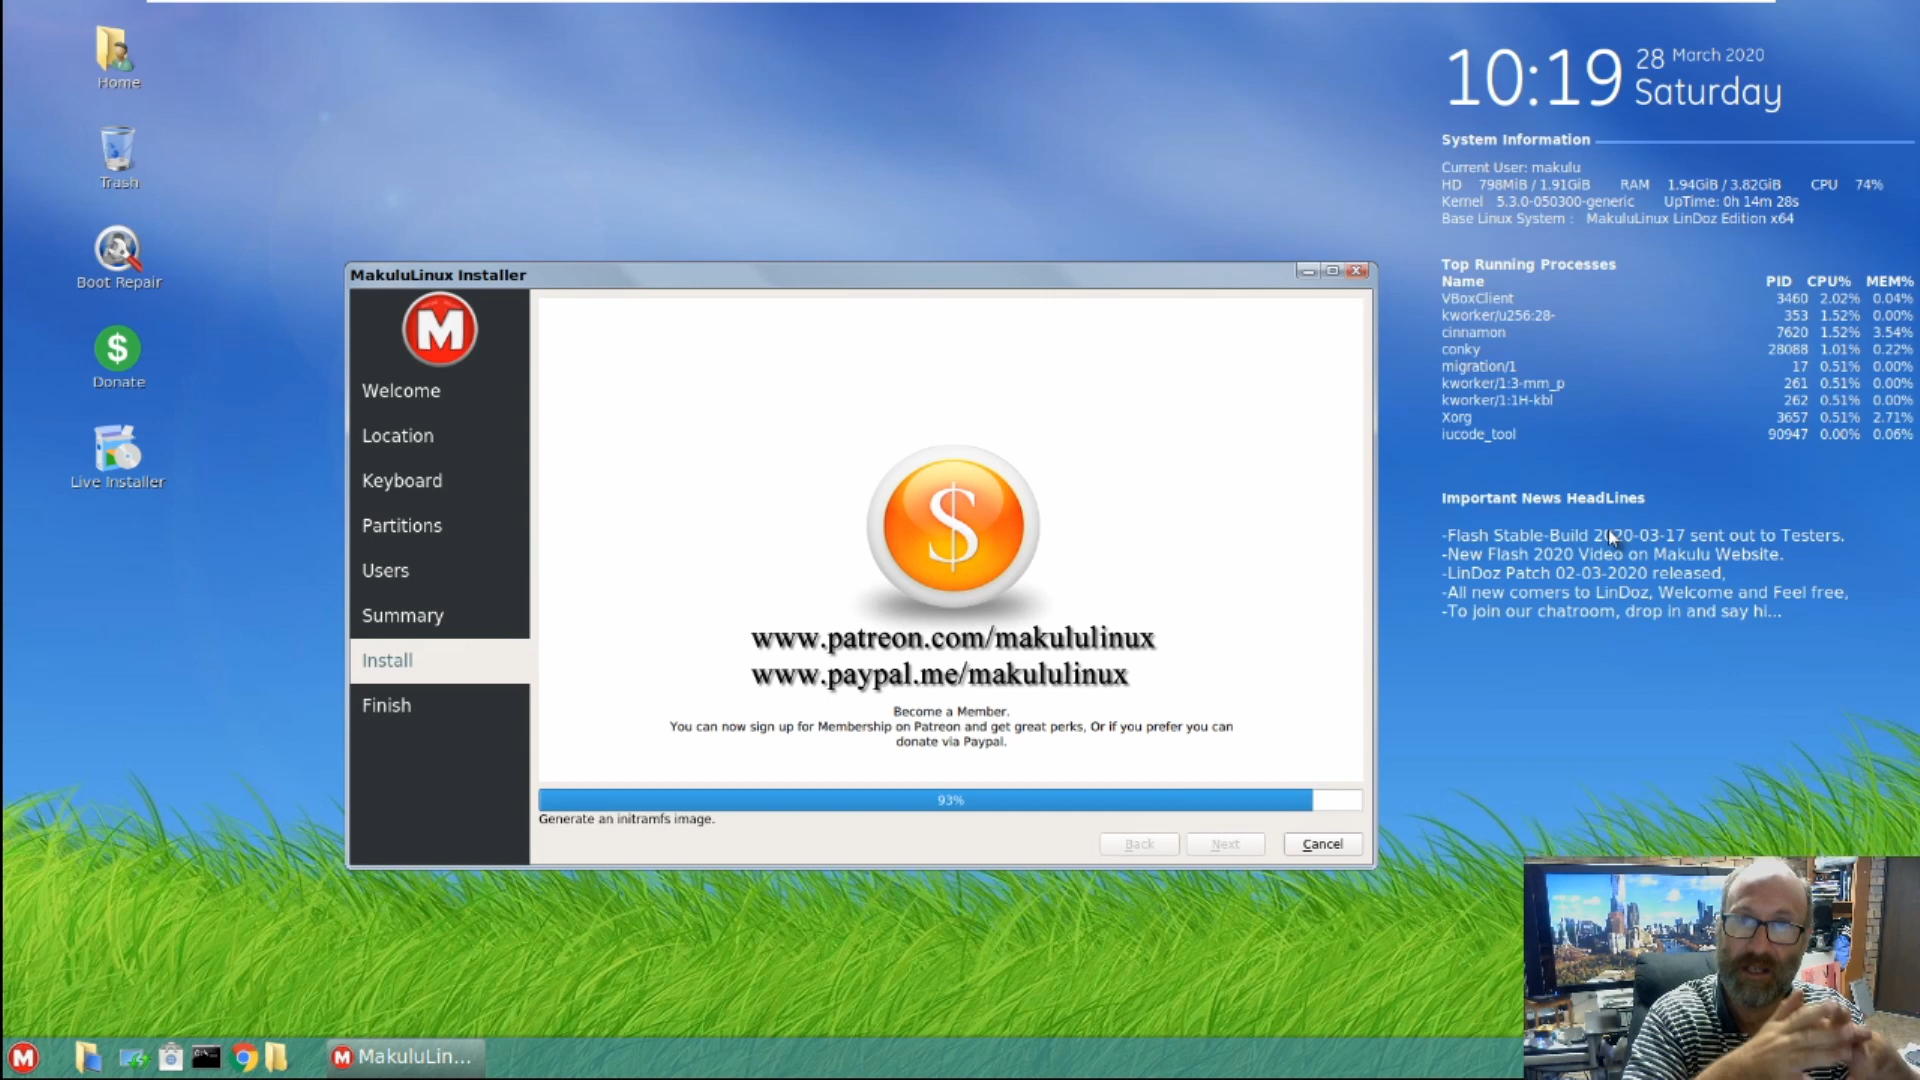 Home
Trash
Boot Repair
Donate
Live Installer
10:19 28 March 2020
Saturday
System Information
Current User: makulu
HD 798MiB / 1.91GiB RAM 1.94GiB / 3.82GiB CPU 74%
Kernel 5.3.0-050300-generic UpTime: 0h 14m 28s
Base Linux System : MakuluLinux LinDoz Edition x64
Top Running Processes
Name PID CPU% MEM%
VBoxClient 3460 2.02% 0.04%
kworker/u256:28- 353 1.52% 0.00%
cinnamon 7620 1.52% 3.54%
conky 28088 1.01% 0.22%
migration/1 17 0.51% 0.00%
kworker/1:3-mm_p 261 0.51% 0.00%
kworker/1:1H-kbl 262 0.51% 0.00%
Xorg 3657 0.51% 2.71%
iucode_tool 90947 0.00% 0.06%
Important News HeadLines
-Flash Stable-Build 2020-03-17 sent out to Testers.
-New Flash 2020 Video on Makulu Website.
-LinDoz Patch 02-03-2020 released,
-All new comers to LinDoz, Welcome and Feel free,
-To join our chatroom, drop in and say hi...
MakuluLinux Installer
M
Welcome
Location
Keyboard
Partitions
Users
Summary
Install
Finish
$
www.patreon.com/makululinux
www.paypal.me/makululinux
Become a Member.
You can now sign up for Membership on Patreon and get great perks, Or if you prefer you can
donate via Paypal.
93%
Generate an initramfs image.
Back Next Cancel
M MakuluLin...